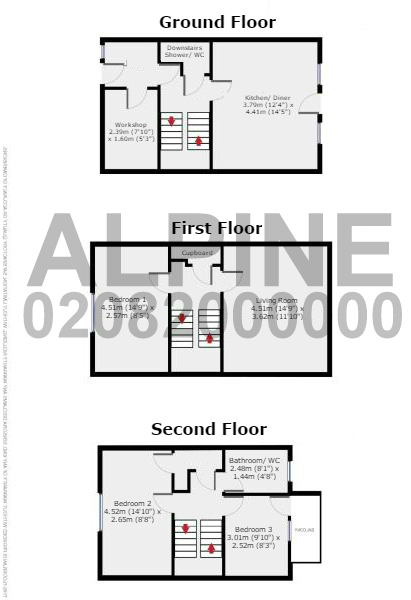 Ground Floor
Downstairs
Shower/ WC
Kitchen/ Diner
3.79m (12'4") x
4.41m (14'5")
Workshop
2.39m (7'10")
x 1.60m (5'3")
First Floor
ALPINE
02082000000
Cupboard
Bedroom 1
4.51m (14'9") x
2.57m (8'5")
Living Room
4.51m (14'9") x
3.62m (11'10")
Second Floor
Bathroom/ WC
2.48m (8'1") x
1.44m (4'8")
Bedroom 2
4.52m (14'10") x
2.65m (8'8")
Bedroom 3
3.01m (9'10") x
2.52m (8'3")
BALCONY